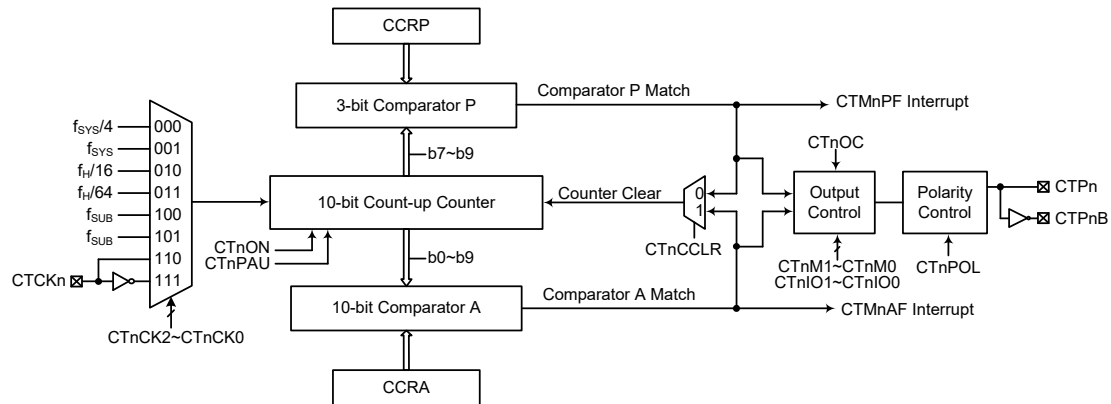 CCRP
3-bit Comparator P
Comparator P Match
CTMnPF Interrupt
fSYS/4
000
fSYS
001
fH/16
010
fH/64
011
fSUB
100
fSUB
101
110
111
CTCKn
CTnCK2~CTnCK0
b7~b9
10-bit Count-up Counter
CTnON
CTnPAU
b0~b9
Counter Clear
0
1
CTnCCLR
CTnOC
Output
Control
CTnM1~CTnM0
CTnIO1~CTnIO0
Polarity
Control
CTnPOL
CTPn
CTPnB
10-bit Comparator A
Comparator A Match
CTMnAF Interrupt
CCRA